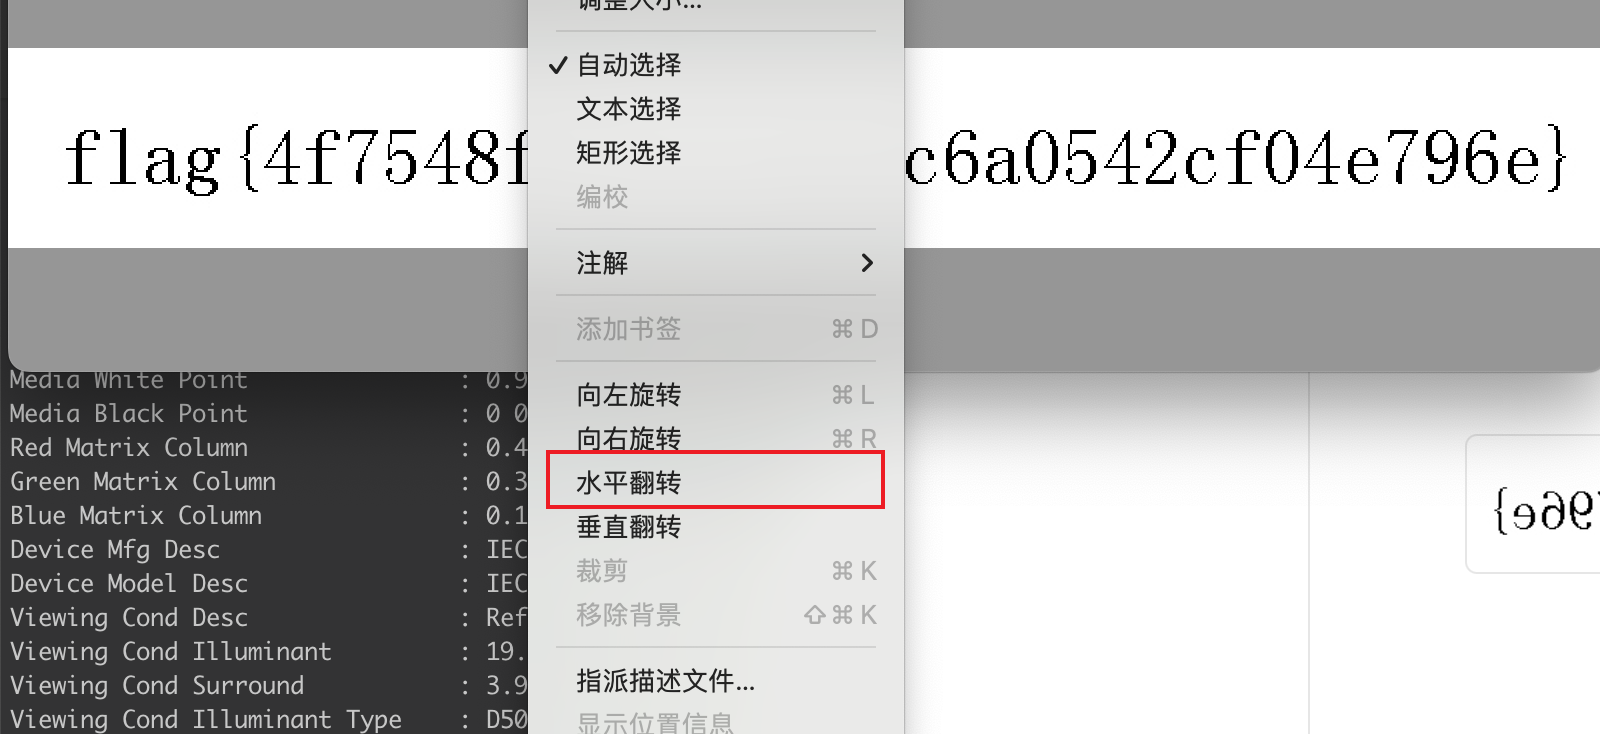 调整大小...
自动选择
文本选择
矩形选择
编校
flag{4f7548f
c6a0542cf04e796e}
注解
添加书签 ⌘ D
向左旋转 ⌘ L
向右旋转 ⌘ R
水平翻转
垂直翻转
裁剪 ⌘ K
移除背景 ⇧ ⌘ K
指派描述文件...
显示位置信息
Media White Point : 0.9
Media Black Point : 0 0
Red Matrix Column : 0.4
Green Matrix Column : 0.3
Blue Matrix Column : 0.1
Device Mfg Desc : IEC
Device Model Desc : IEC
Viewing Cond Desc : Ref
Viewing Cond Illuminant : 19.
Viewing Cond Surround : 3.9
Viewing Cond Illuminant Type : D50
96e}